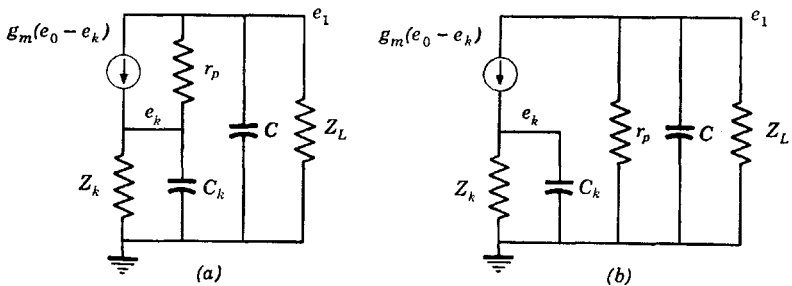 g_m(e_0 − e_k)
e_1
r_p
e_k
C
Z_L
Z_k
C_k
(a)
g_m(e_0 − e_k)
e_1
e_k
r_p
C
Z_L
Z_k
C_k
(b)